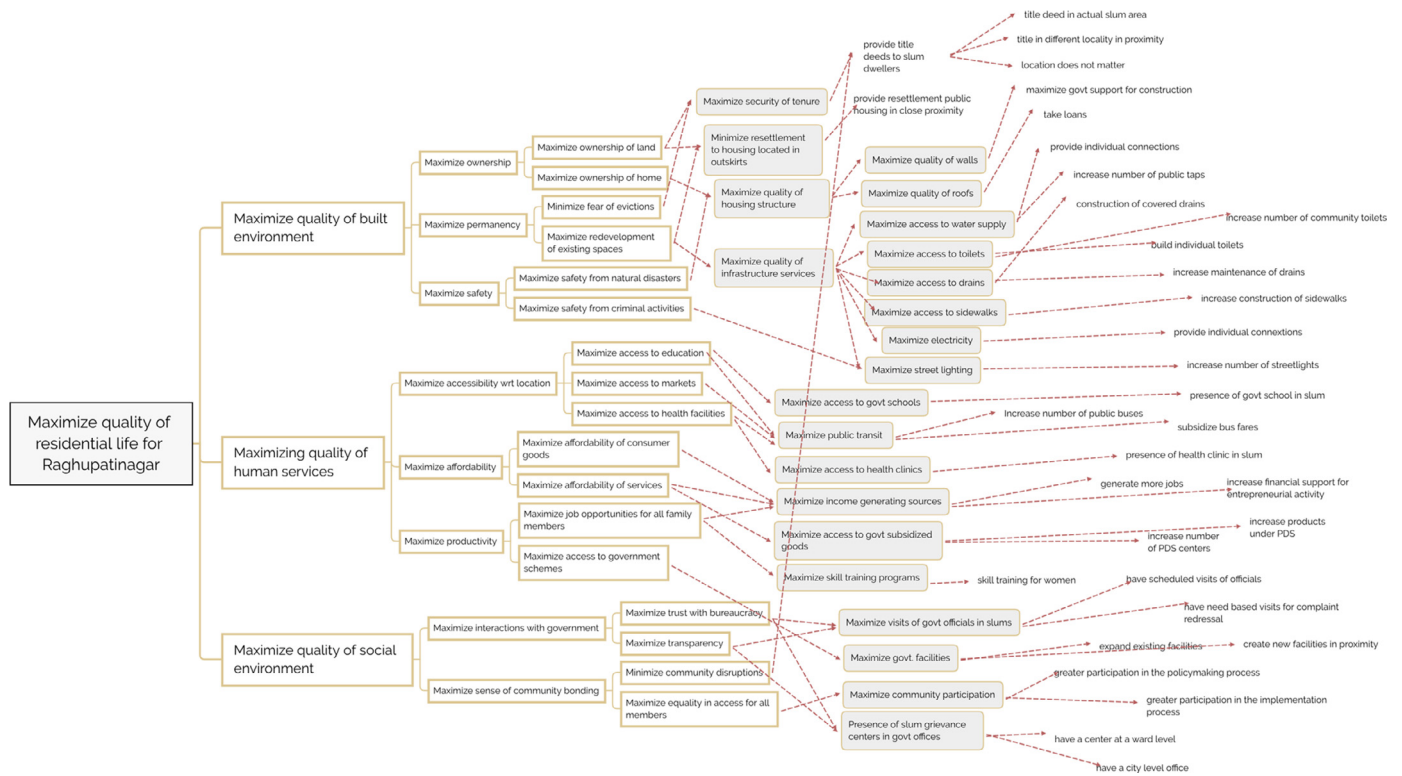 Maximize quality of
residential life for
Raghupatinagar
Maximize quality of built
environment
Maximizing quality of
human services
Maximize quality of social
environment
Maximize ownership
Maximize permanency
Maximize safety
Maximize accessibility wrt location
Maximize affordability
Maximize productivity
Maximize interactions with government
Maximize sense of community bonding
Maximize ownership of land
Maximize ownership of home
Minimize fear of evictions
Maximize redevelopment
of existing spaces
Maximize safety from natural disasters
Maximize safety from criminal activities
Maximize access to education
Maximize access to markets
Maximize access to health facilities
Maximize affordability of consumer
goods
Maximize affordability of services
Maximize job opportunities for all family
members
Maximize access to government
schemes
Maximize trust with bureaucracy
Maximize transparency
Minimize community disruptions
Maximize equality in access for all
members
Maximize security of tenure
Minimize resettlement
to housing located in
outskirts
Maximize quality of
housing structure
Maximize quality of
infrastructure services
Maximize quality of walls
Maximize quality of roofs
Maximize access to water supply
Maximize access to toilets
Maximize access to drains
Maximize access to sidewalks
Maximize electricity
Maximize street lighting
Maximize access to govt schools
Maximize public transit
Maximize access to health clinics
Maximize income generating sources
Maximize access to govt subsidized
goods
Maximize skill training programs
Maximize visits of govt officials in slums
Maximize govt. facilities
Maximize community participation
Presence of slum grievance
centers in govt offices
provide title
deeds to slum
dwellers
provide resettlement public
housing in close proximity
title deed in actual slum area
title in different locality in proximity
location does not matter
maximize govt support for construction
take loans
provide individual connections
increase number of public taps
construction of covered drains
increase number of community toilets
build individual toilets
increase maintenance of drains
increase construction of sidewalks
provide individual connextions
increase number of streetlights
presence of govt school in slum
Increase number of public buses
subsidize bus fares
presence of health clinic in slum
generate more jobs
increase financial support for
entrepreneurial activity
increase products
under PDS
increase number
of PDS centers
skill training for women
have scheduled visits of officials
have need based visits for complaint
redressal
expand existing facilities
create new facilities in proximity
greater participation in the policymaking process
greater participation in the implementation
process
have a center at a ward level
have a city level office